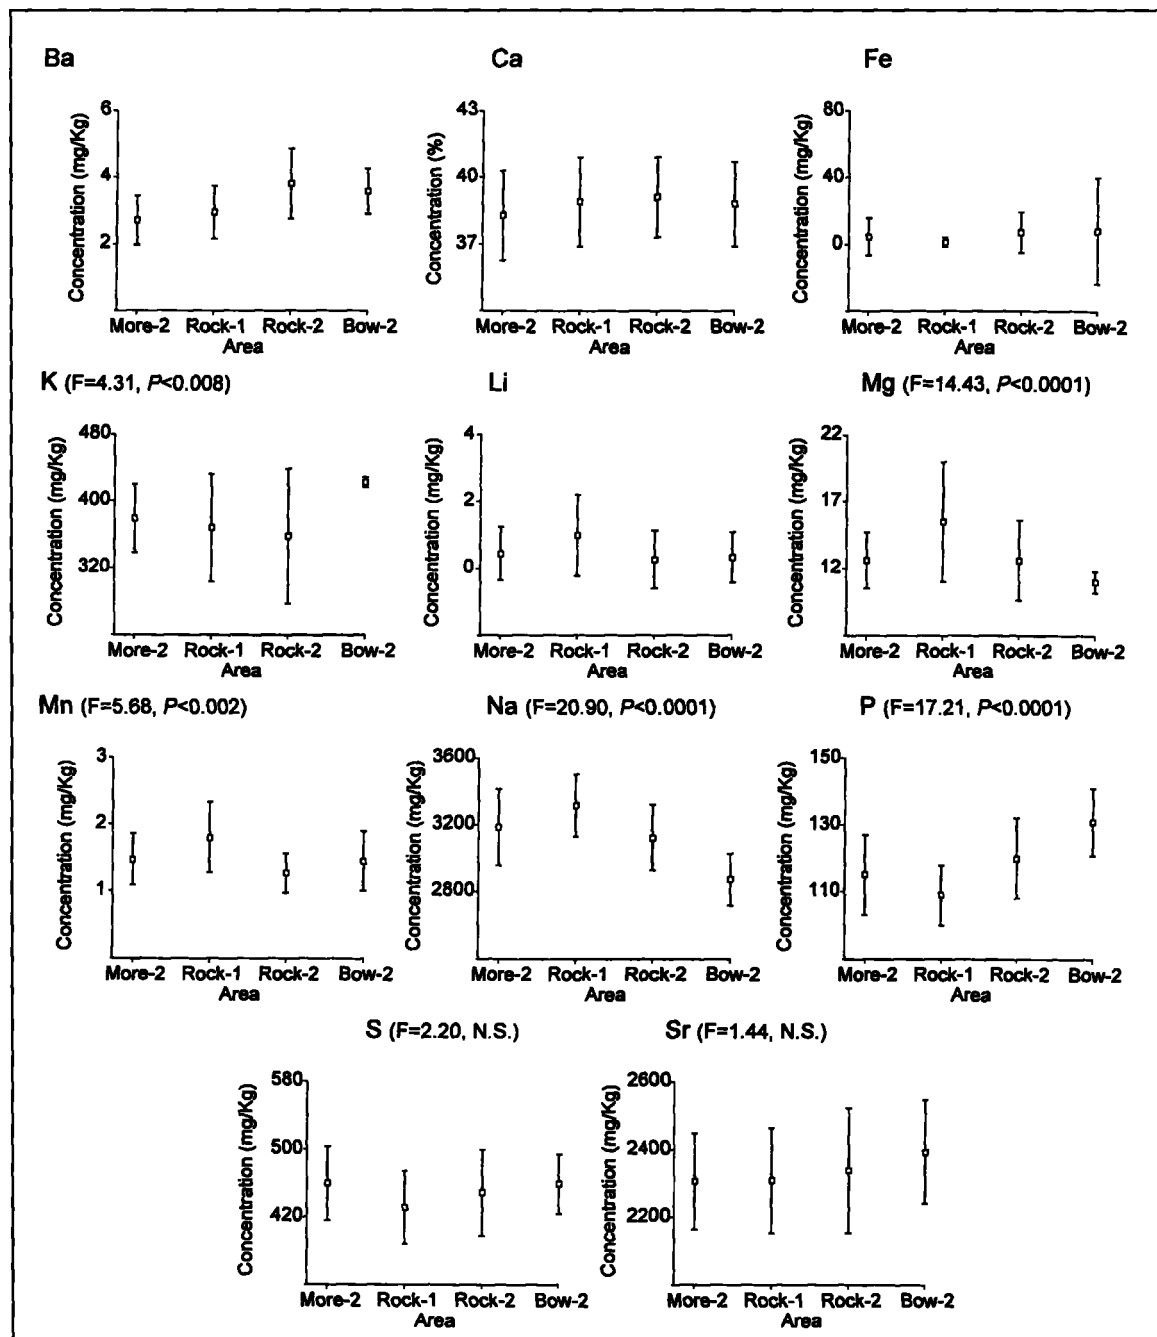 Ba
Ca
Fe
Concentration (mg/Kg)
6
4
2
More-2 Rock-1 Rock-2 Bow-2
Area
Concentration (%)
43
40
37
More-2 Rock-1 Rock-2 Bow-2
Area
Concentration (mg/Kg)
80
40
0
More-2 Rock-1 Rock-2 Bow-2
Area
K (F=4.31, P<0.008)
Li
Mg (F=14.43, P<0.0001)
Concentration (mg/Kg)
480
400
320
More-2 Rock-1 Rock-2 Bow-2
Area
Concentration (mg/Kg)
4
2
0
More-2 Rock-1 Rock-2 Bow-2
Area
Concentration (mg/Kg)
22
17
12
More-2 Rock-1 Rock-2 Bow-2
Area
Mn (F=5.68, P<0.002)
Na (F=20.90, P<0.0001)
P (F=17.21, P<0.0001)
Concentration (mg/Kg)
3
2
1
More-2 Rock-1 Rock-2 Bow-2
Area
Concentration (mg/Kg)
3600
3200
2800
More-2 Rock-1 Rock-2 Bow-2
Area
Concentration (mg/Kg)
150
130
110
More-2 Rock-1 Rock-2 Bow-2
Area
S (F=2.20, N.S.)
Sr (F=1.44, N.S.)
Concentration (mg/Kg)
580
500
420
More-2 Rock-1 Rock-2 Bow-2
Area
Concentration (mg/Kg)
2600
2400
2200
More-2 Rock-1 Rock-2 Bow-2
Area